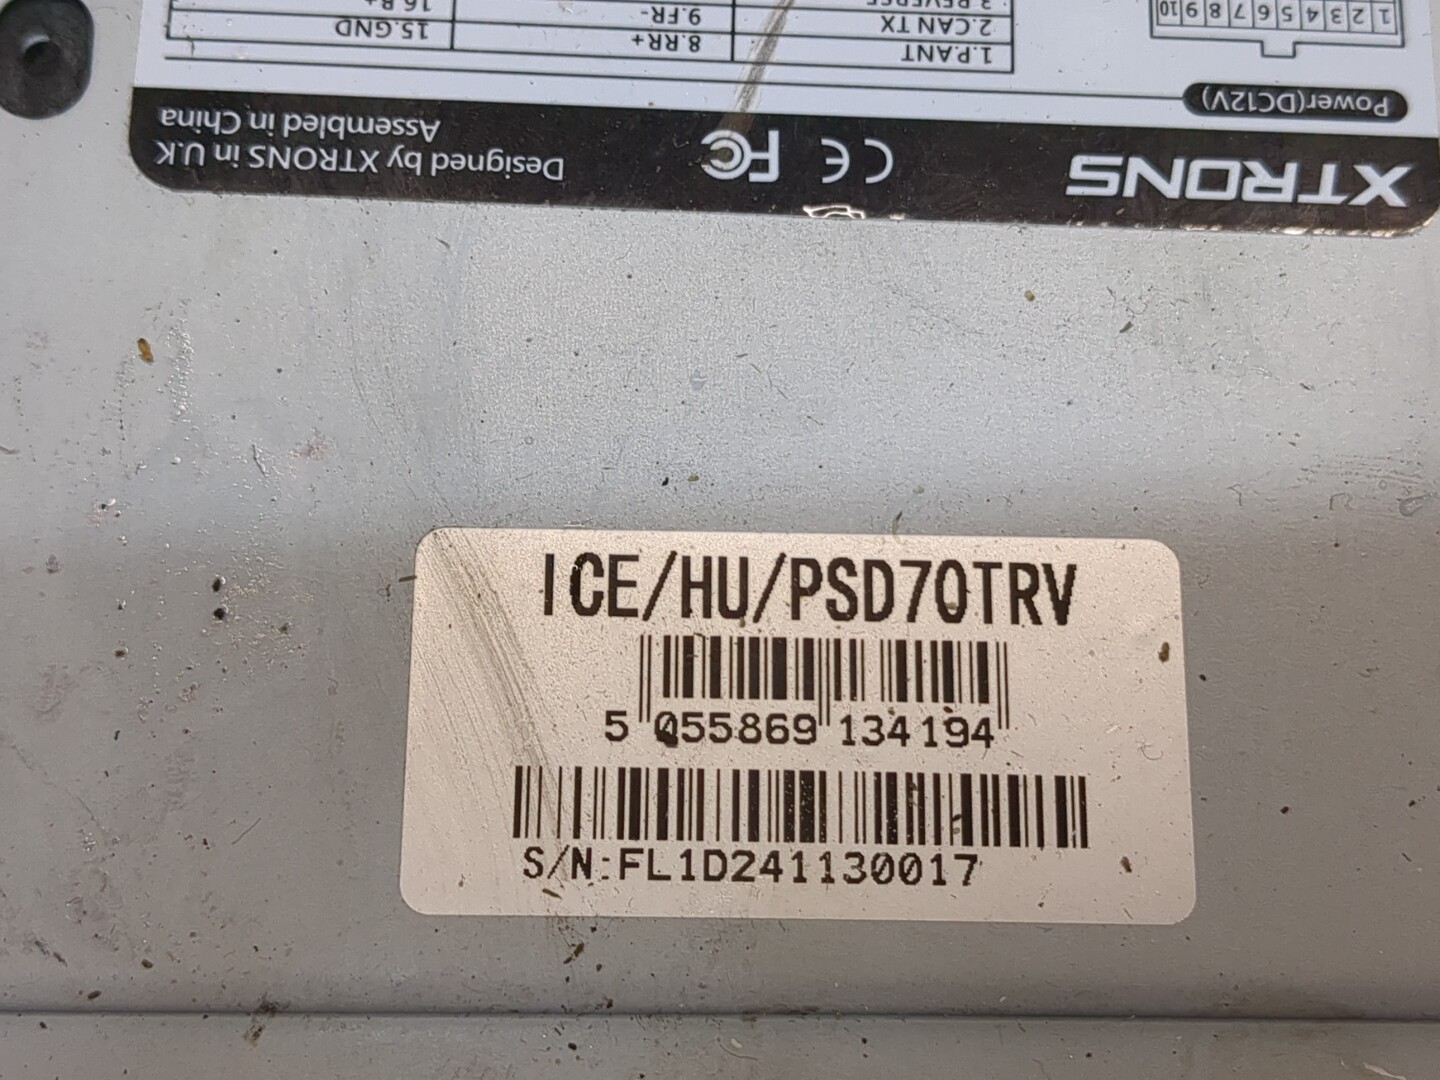 ICE/HU/PSD70TRV
5 055869 134194
S/N:FL1D241130017
XTRONS
CE FC
Designed by XTRONS in U.K
Assembled in China
Power(DC12V)
1 2 3 4 5 6 7 8 9 10
1.P.ANT 8.RR+ 15.GND
2.CAN TX 9.FR- 16.B+
3.REVERSE